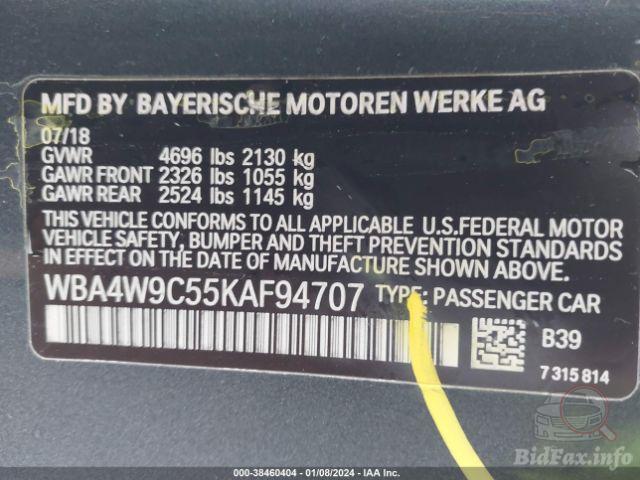 MFD BY BAYERISCHE MOTOREN WERKE AG
07/18
GVWR 4696 lbs 2130 kg
GAWR FRONT 2326 lbs 1055 kg
GAWR REAR 2524 lbs 1145 kg
THIS VEHICLE CONFORMS TO ALL APPLICABLE U.S.FEDERAL MOTOR
VEHICLE SAFETY, BUMPER AND THEFT PREVENTION STANDARDS
IN EFFECT ON THE DATE OF MANUFACTURE SHOWN ABOVE.
WBA4W9C55KAF94707 TYPE: PASSENGER CAR
B39
7 315 814
BidFax.info
000-38460404 - 01/08/2024 - IAA Inc.